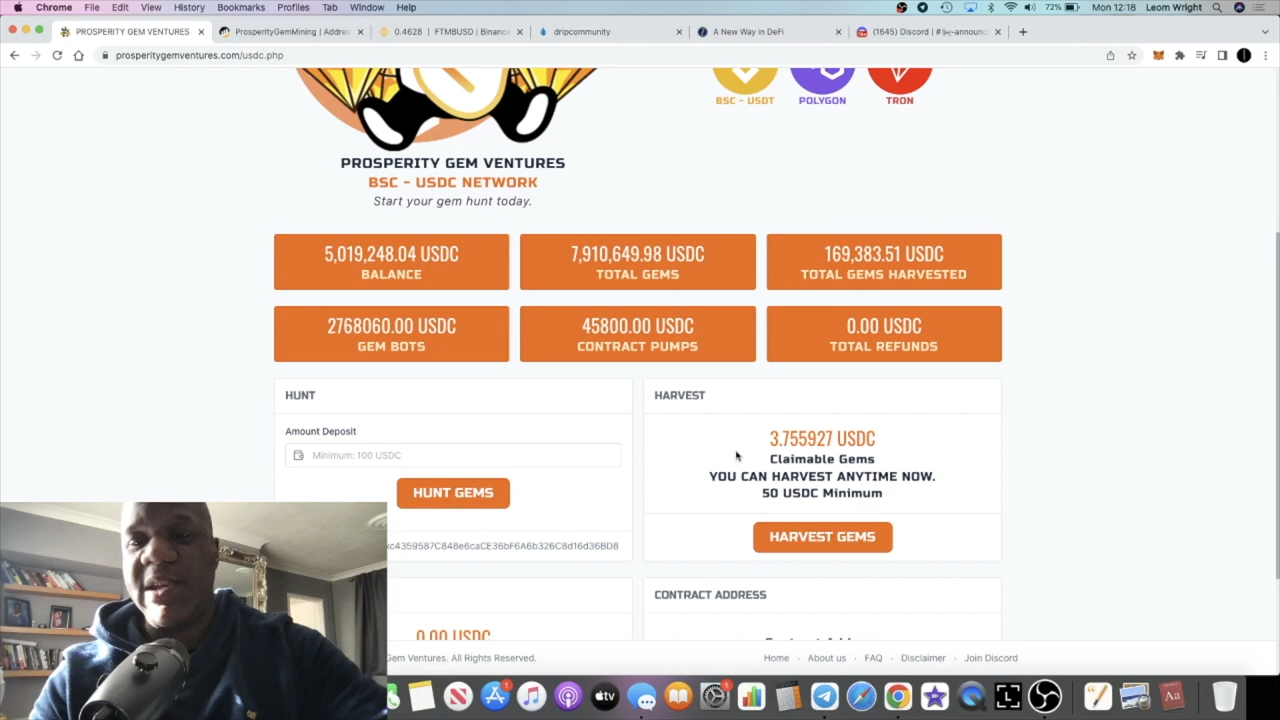 Chrome File Edit View History Bookmarks Profiles Tab Window Help 72% Mon 12:18 Leom Wright
PROSPERITY GEM VENTURES ProsperityGemMining | Addres 0.4628 | FTMBUSD | Binanc dripcommunity A New Way in DeFi (1645) Discord | #
prosperitygemventures.com/usdc.php
BSC - USDT POLYGON TRON
PROSPERITY GEM VENTURES
BSC - USDC NETWORK
Start your gem hunt today.
5,019,248.04 USDC 7,910,649.98 USDC 169,383.51 USDC
BALANCE TOTAL GEMS TOTAL GEMS HARVESTED
2768060.00 USDC 45800.00 USDC 0.00 USDC
GEM BOTS CONTRACT PUMPS TOTAL REFUNDS
HUNT HARVEST
Amount Deposit
3.755927 USDC
Minimum: 100 USDC
Claimable Gems
YOU CAN HARVEST ANYTIME NOW.
HUNT GEMS
50 USDC Minimum
HARVEST GEMS
c4359587C848e6caCE36bF6A6b326C8d16d36BD8
CONTRACT ADDRESS
0.00 USDC
Gem Ventures. All Rights Reserved. Home · About us · FAQ · Disclaimer · Join Discord